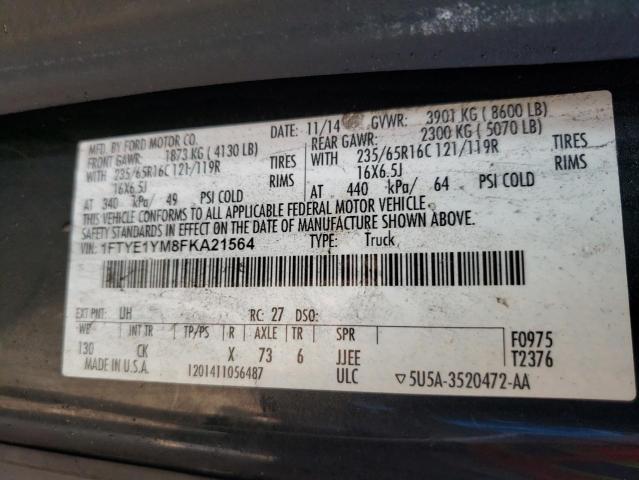 MFD. BY FORD MOTOR CO.
DATE: 11/14 GVWR: 3901 KG ( 8600 LB)
FRONT GAWR: 1873 KG ( 4130 LB)
REAR GAWR: 2300 KG ( 5070 LB)
WITH 235/65R16C 121/119R TIRES
WITH 235/65R16C 121/119R TIRES
16X6.5J RIMS
16X6.5J RIMS
AT 340 kPa/ 49 PSI COLD
AT 440 kPa/ 64 PSI COLD
THIS VEHICLE CONFORMS TO ALL APPLICABLE FEDERAL MOTOR VEHICLE
SAFETY STANDARDS IN EFFECT ON THE DATE OF MANUFACTURE SHOWN ABOVE.
VIN: 1FTYE1YM8FKA21564
TYPE: Truck
EXT PNT: UH RC: 27 DSO:
WB INT TR TP/PS R AXLE TR SPR
130 CK X 73 6 JJEE
F0975
T2376
MADE IN U.S.A. 1201411056487 ULC
▽5U5A-3520472-AA